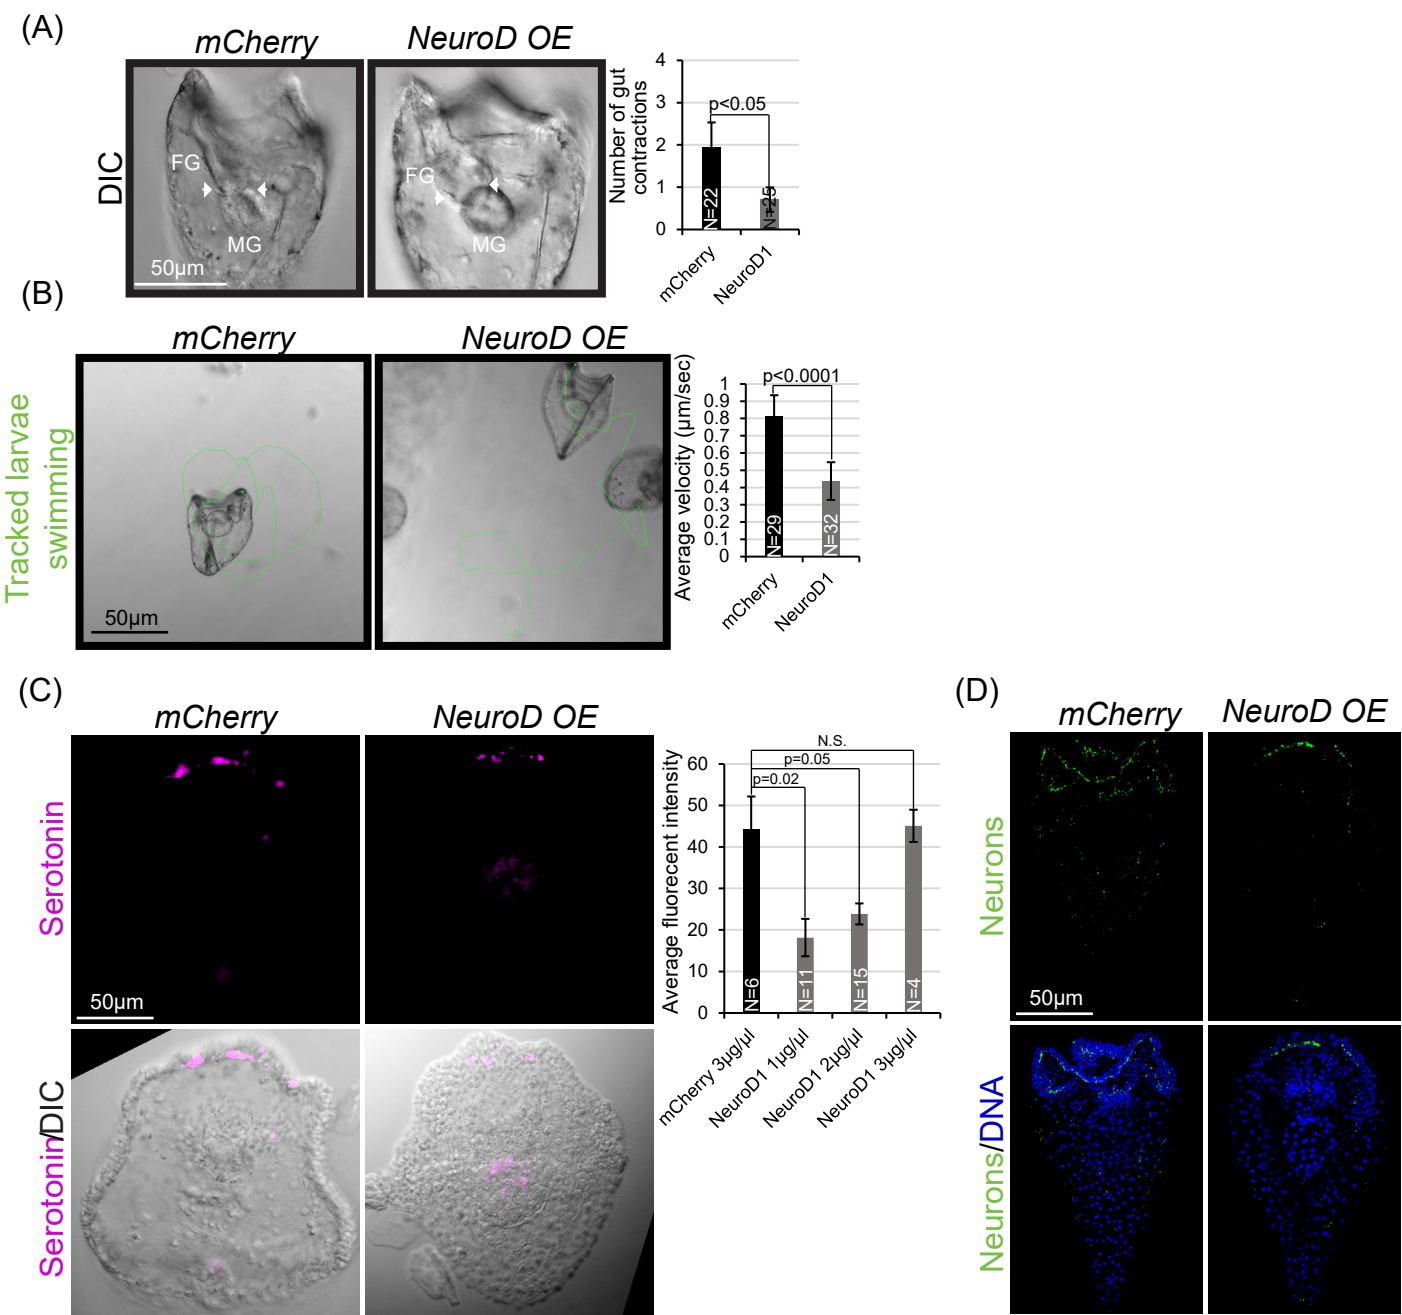 (A)
mCherry
NeuroD OE
DIC
FG
MG
50µm
FG
MG
Number of gut
contractions
4
3
2
1
0
p<0.05
N=22
N=25
mCherry
NeuroD1
(B)
mCherry
NeuroD OE
Tracked larvae
swimming
50µm
Average velocity (µm/sec)
1
0.9
0.8
0.7
0.6
0.5
0.4
0.3
0.2
0.1
0
p<0.0001
N=29
N=32
mCherry
NeuroD1
(C)
mCherry
NeuroD OE
Serotonin
50µm
Serotonin/DIC
Average fluorecent intensity
60
50
40
30
20
10
0
N.S.
p=0.05
p=0.02
N=6
N=11
N=15
N=4
mCherry 3µg/µl
NeuroD1 1µg/µl
NeuroD1 2µg/µl
NeuroD1 3µg/µl
(D)
mCherry
NeuroD OE
Neurons
50µm
Neurons/DNA